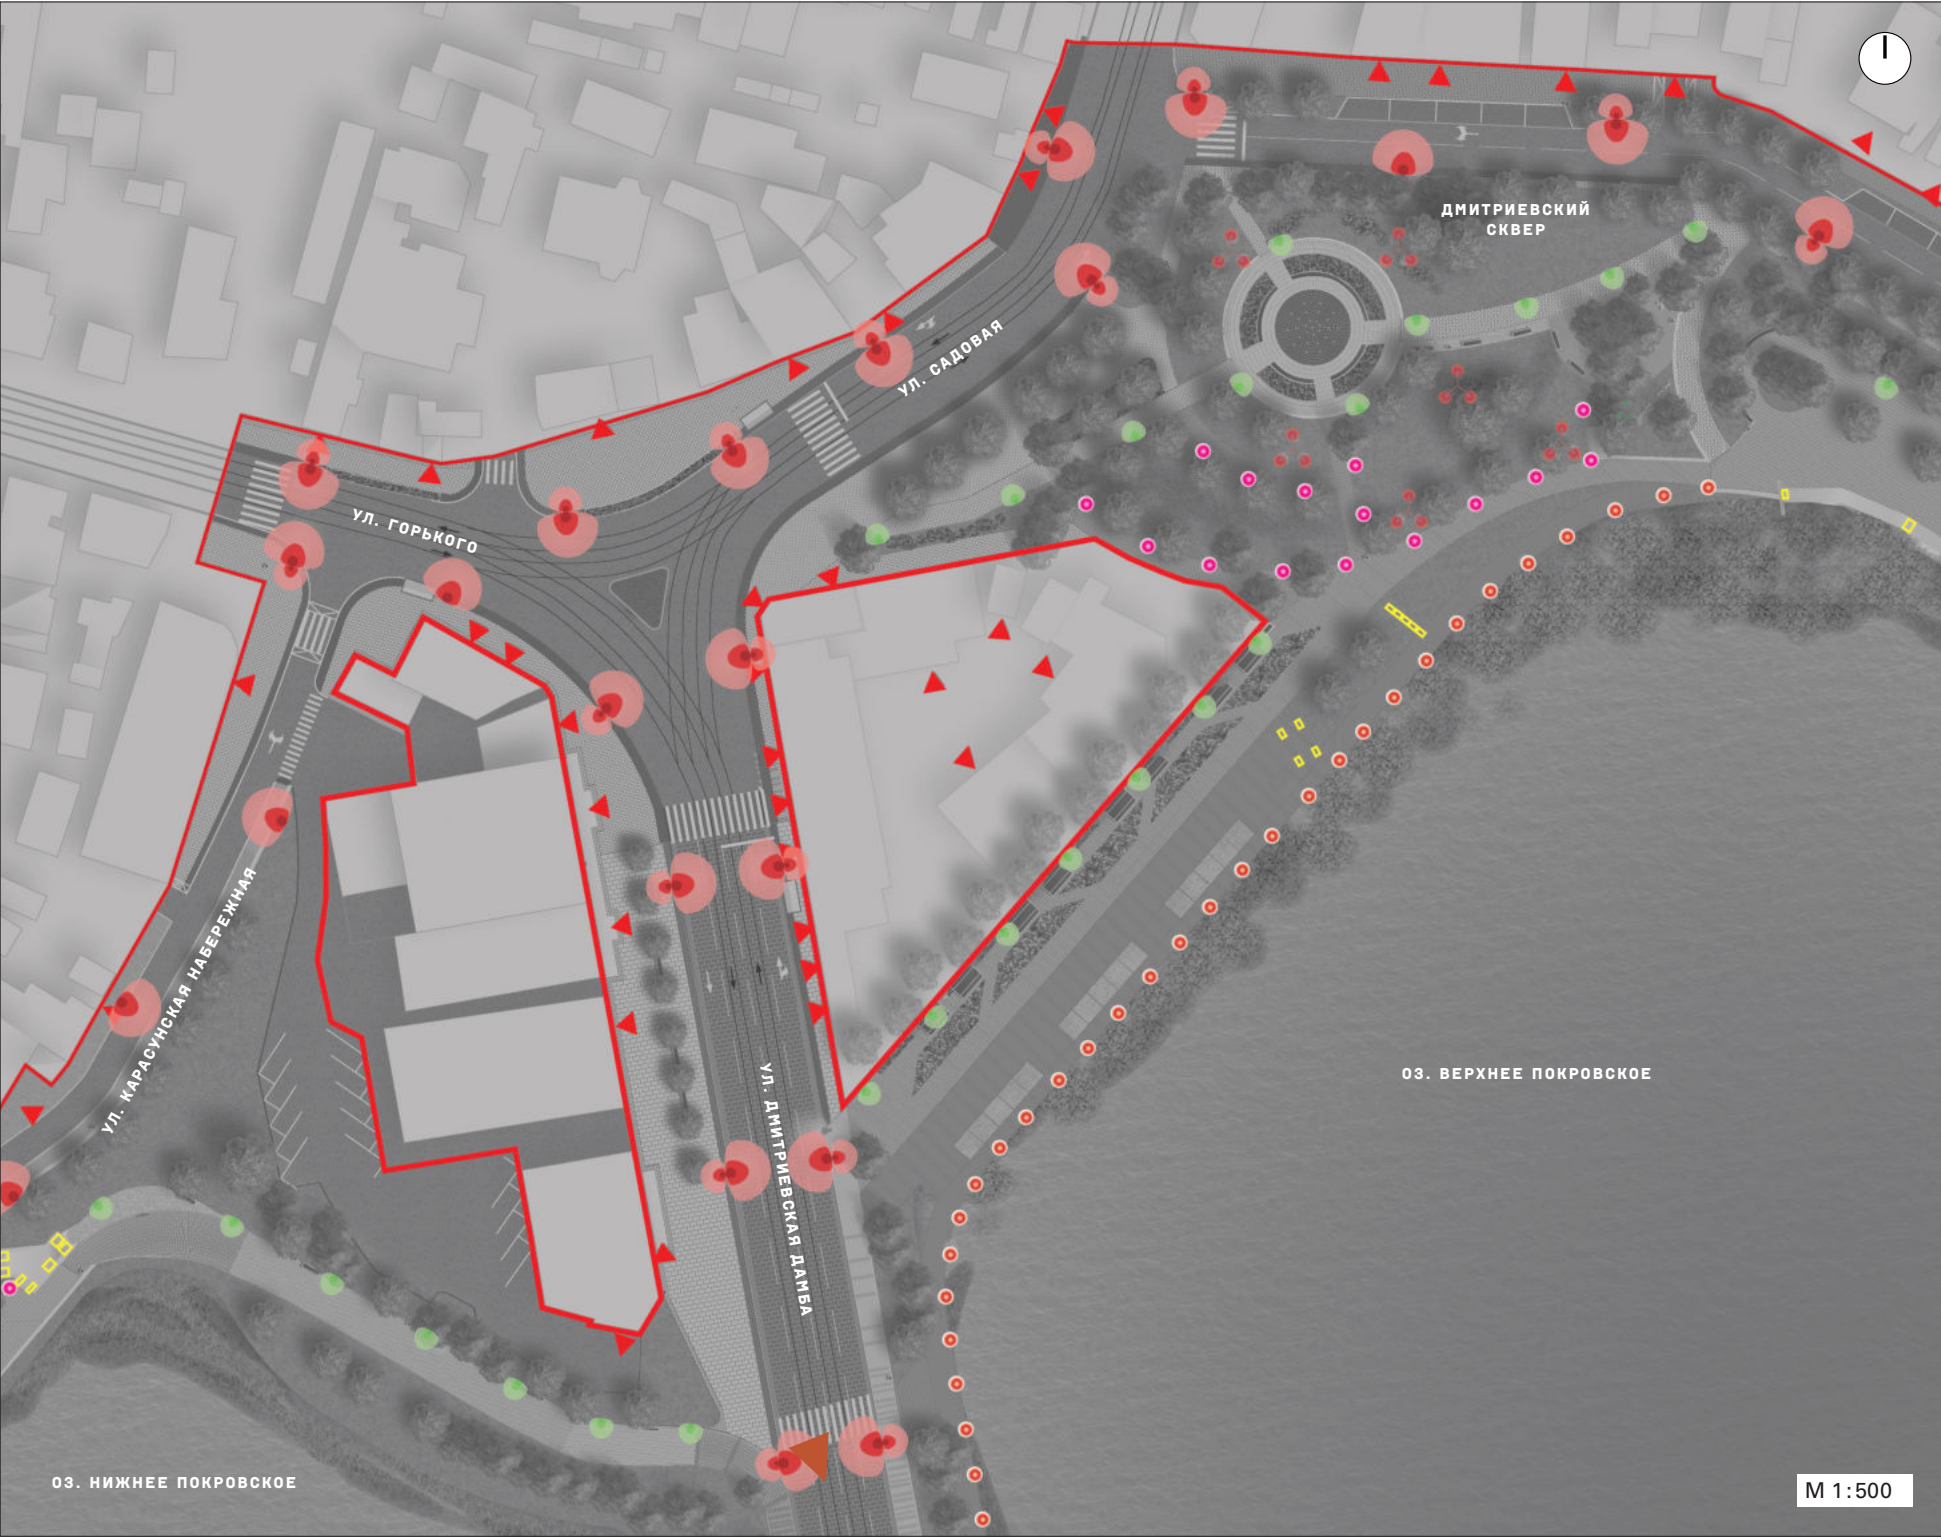 ДМИТРИЕВСКИЙ
СКВЕР
УЛ. САДОВАЯ
УЛ. ГОРЬКОГО
УЛ. КАРАСУНСКАЯ НАБЕРЕЖНАЯ
УЛ. ДМИТРИЕВСКАЯ ДАМБА
ОЗ. ВЕРХНЕЕ ПОКРОВСКОЕ
ОЗ. НИЖНЕЕ ПОКРОВСКОЕ
М 1:500